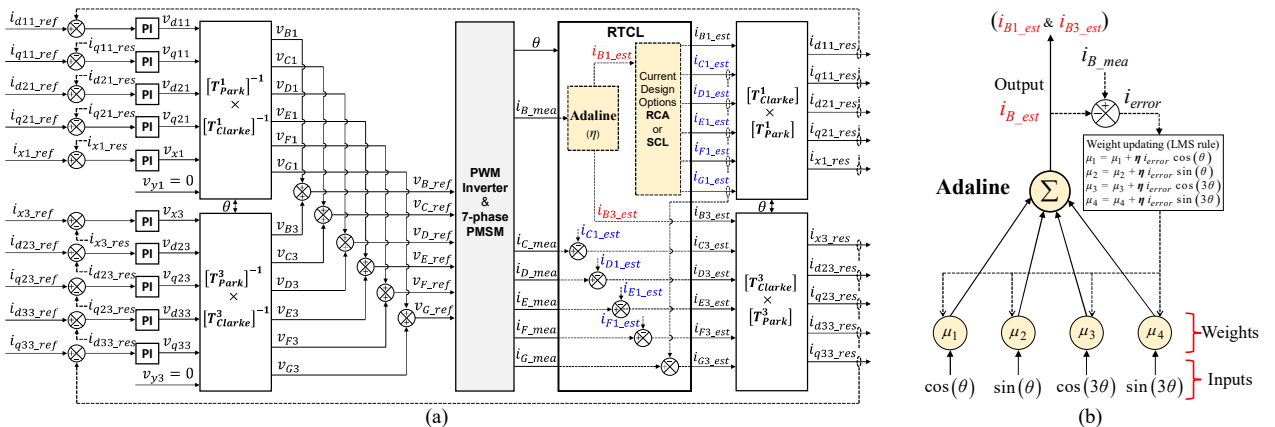 i_d11_ref
i_q11_ref
i_d21_ref
i_q21_ref
i_x1_ref
i_x3_ref
i_d23_ref
i_q23_ref
i_d33_ref
i_q33_ref
i_q11_res
i_d21_res
i_q21_res
i_x1_res
i_x3_res
i_d23_res
i_q23_res
i_d33_res
PI
PI
PI
PI
PI
PI
PI
PI
PI
PI
v_d11
v_q11
v_d21
v_q21
v_x1
v_y1 = 0
v_x3
v_d23
v_q23
v_d33
v_q33
v_y3 = 0
[T^1_Park]^-1
×
[T^1_Clarke]^-1
θ
[T^3_Park]^-1
×
[T^3_Clarke]^-1
v_B1
v_C1
v_D1
v_E1
v_F1
v_G1
v_B3
v_C3
v_D3
v_E3
v_F3
v_G3
v_B_ref
v_C_ref
v_D_ref
v_E_ref
v_F_ref
v_G_ref
PWM
Inverter
&
7-phase
PMSM
θ
i_B_mea
i_C_mea
i_D_mea
i_E_mea
i_F_mea
i_G_mea
RTCL
i_B1_est
Adaline
(η)
i_B3_est
Current
Design
Options
RCA
or
SCL
i_C1_est
i_D1_est
i_E1_est
i_F1_est
i_B1_est
i_C1_est
i_D1_est
i_E1_est
i_F1_est
i_G1_est
i_B3_est
i_C3_est
i_D3_est
i_E3_est
i_F3_est
i_G3_est
[T^1_Clarke]
×
[T^1_Park]
θ
[T^3_Clarke]
×
[T^3_Park]
i_d11_res
i_q11_res
i_d21_res
i_q21_res
i_x1_res
i_x3_res
i_d23_res
i_q23_res
i_d33_res
i_q33_res
(a)
(i_B1_est & i_B3_est)
Output
i_B_est
i_B_mea
i_error
Weight updating (LMS rule)
μ1 = μ1 + η i_error cos(θ)
μ2 = μ2 + η i_error sin(θ)
μ3 = μ3 + η i_error cos(3θ)
μ4 = μ4 + η i_error sin(3θ)
Adaline
Σ
μ1 μ2 μ3 μ4
Weights
cos(θ) sin(θ) cos(3θ) sin(3θ)
Inputs
(b)